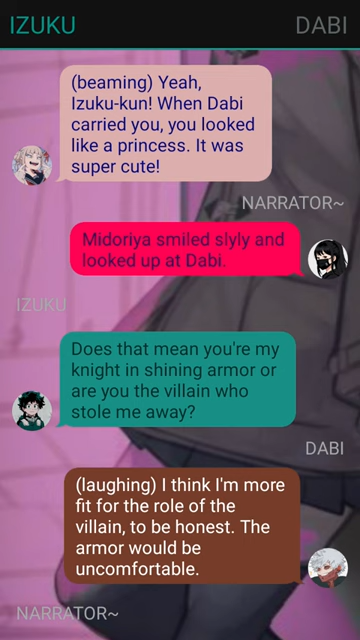 IZUKU
DABI
(beaming) Yeah,
Izuku-kun! When Dabi
carried you, you looked
like a princess. It was
super cute!
NARRATOR~
Midoriya smiled slyly and
looked up at Dabi.
IZUKU
Does that mean you're my
knight in shining armor or
are you the villain who
stole me away?
DABI
(laughing) I think I'm more
fit for the role of the
villain, to be honest. The
armor would be
uncomfortable.
NARRATOR~